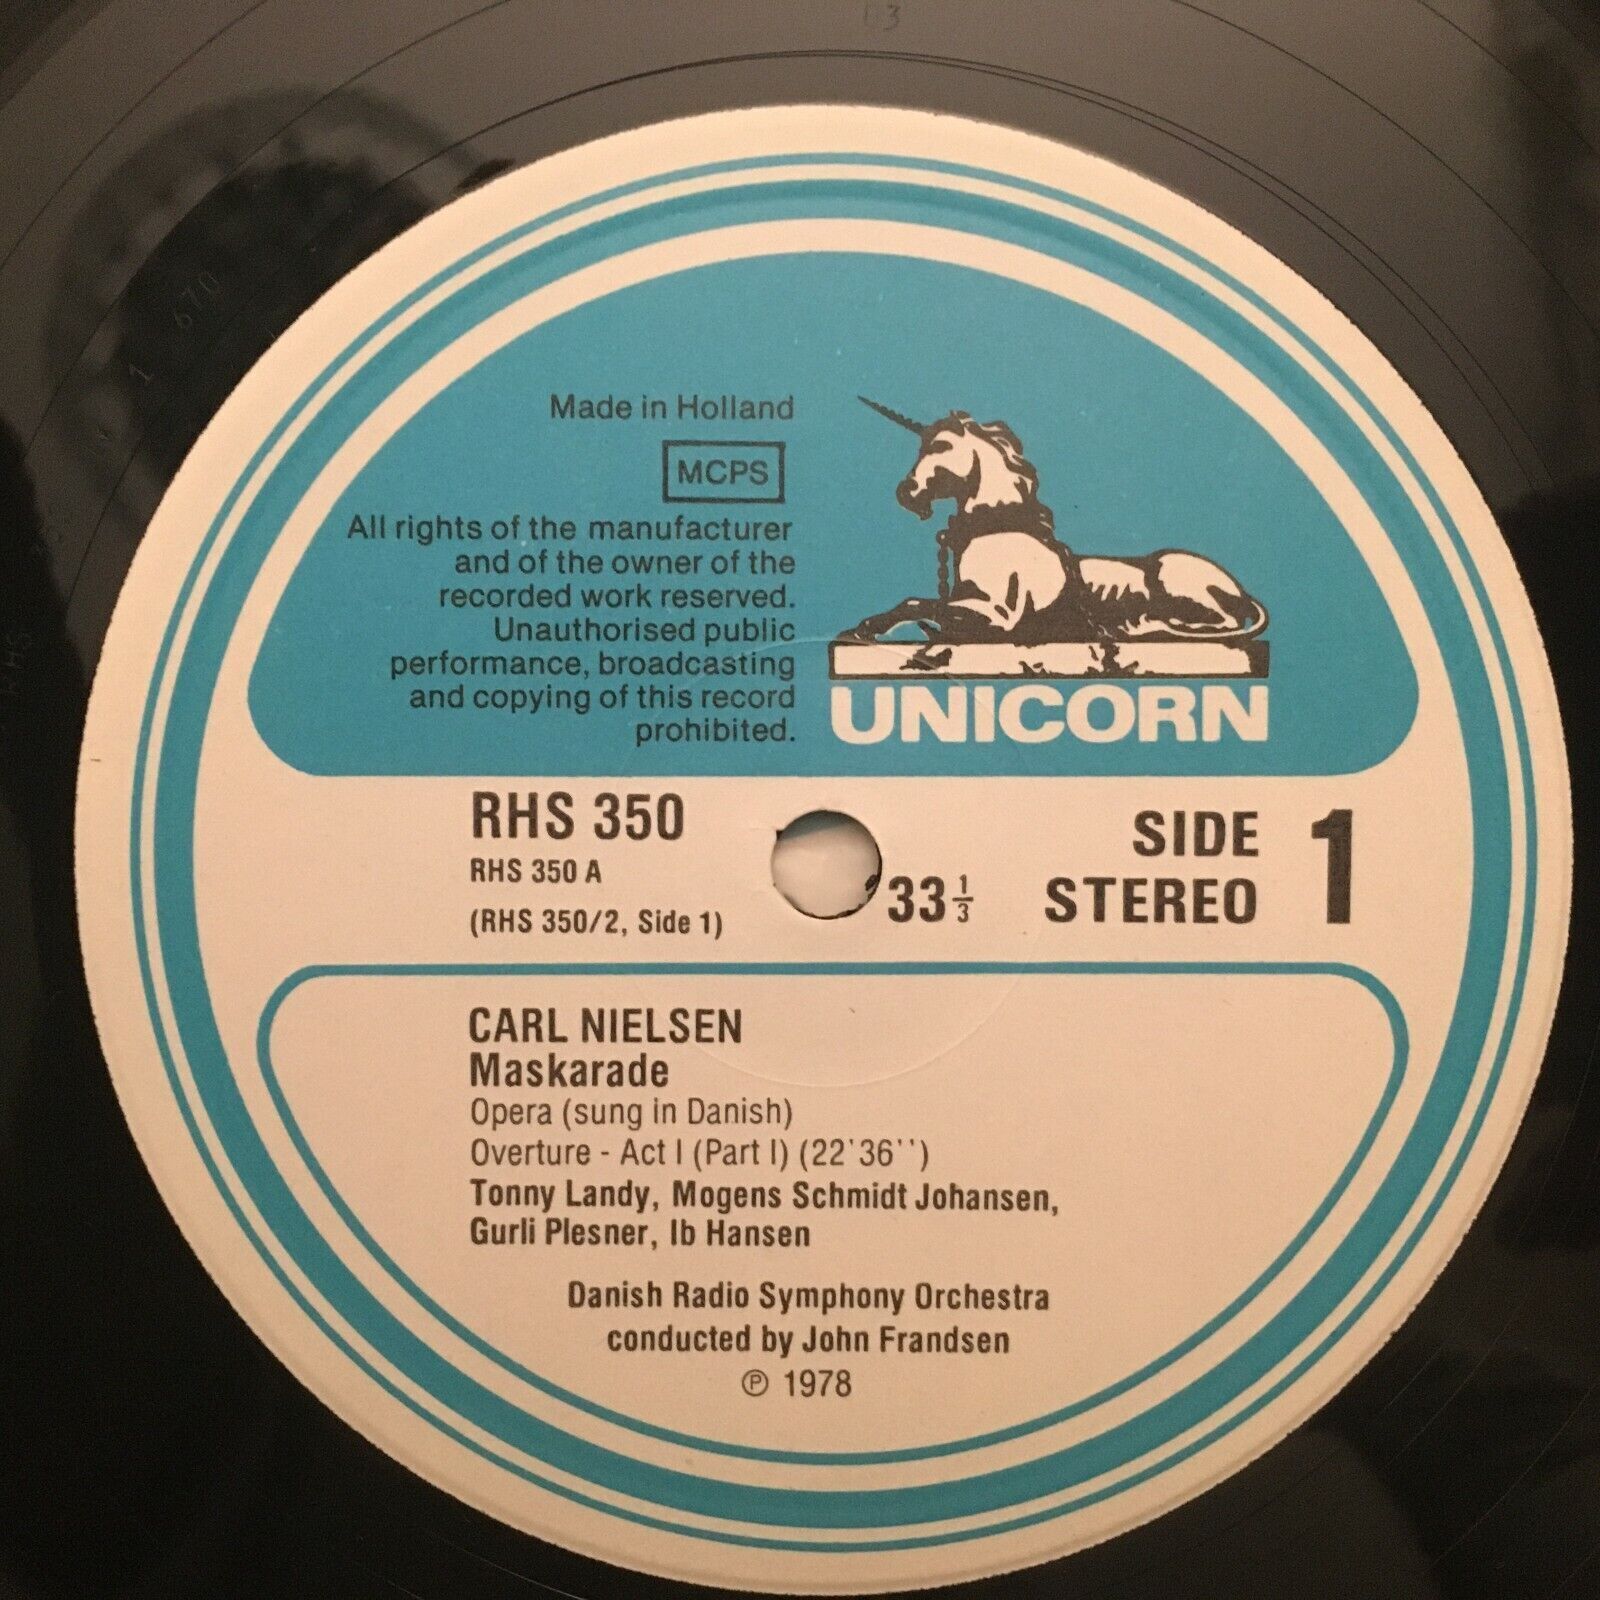 Made in Holland
MCPS
All rights of the manufacturer
and of the owner of the
recorded work reserved.
Unauthorised public
performance, broadcasting
and copying of this record
prohibited.
UNICORN
RHS 350
RHS 350 A
(RHS 350/2, Side 1)
33 1/3
SIDE 1
STEREO
CARL NIELSEN
Maskarade
Opera (sung in Danish)
Overture - Act I (Part I) (22'36'')
Tonny Landy, Mogens Schmidt Johansen,
Gurli Plesner, Ib Hansen
Danish Radio Symphony Orchestra
conducted by John Frandsen
℗ 1978
1 670